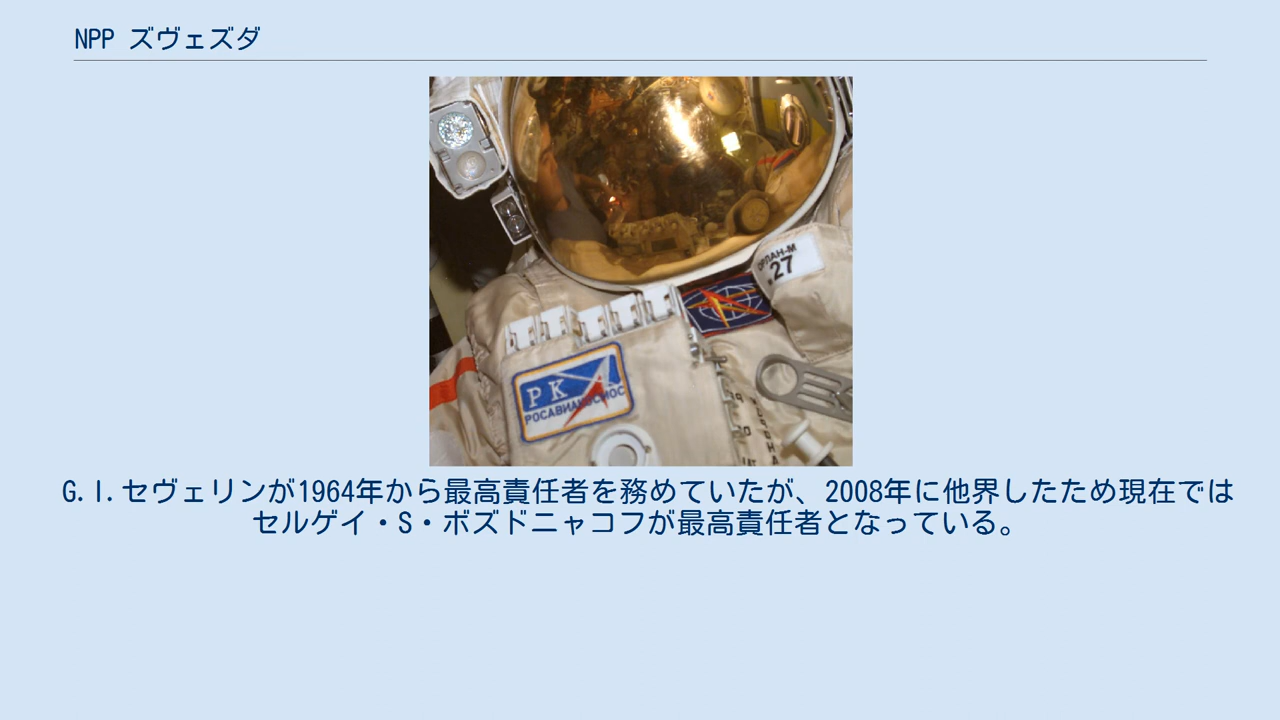 NPP ズヴェズダ
ОРЛАН-М
27
РК
РОСАВИАКОСМОС
G.I.セヴェリンが1964年から最高責任者を務めていたが、2008年に他界したため現在では
セルゲイ・S・ボズドニャコフが最高責任者となっている。